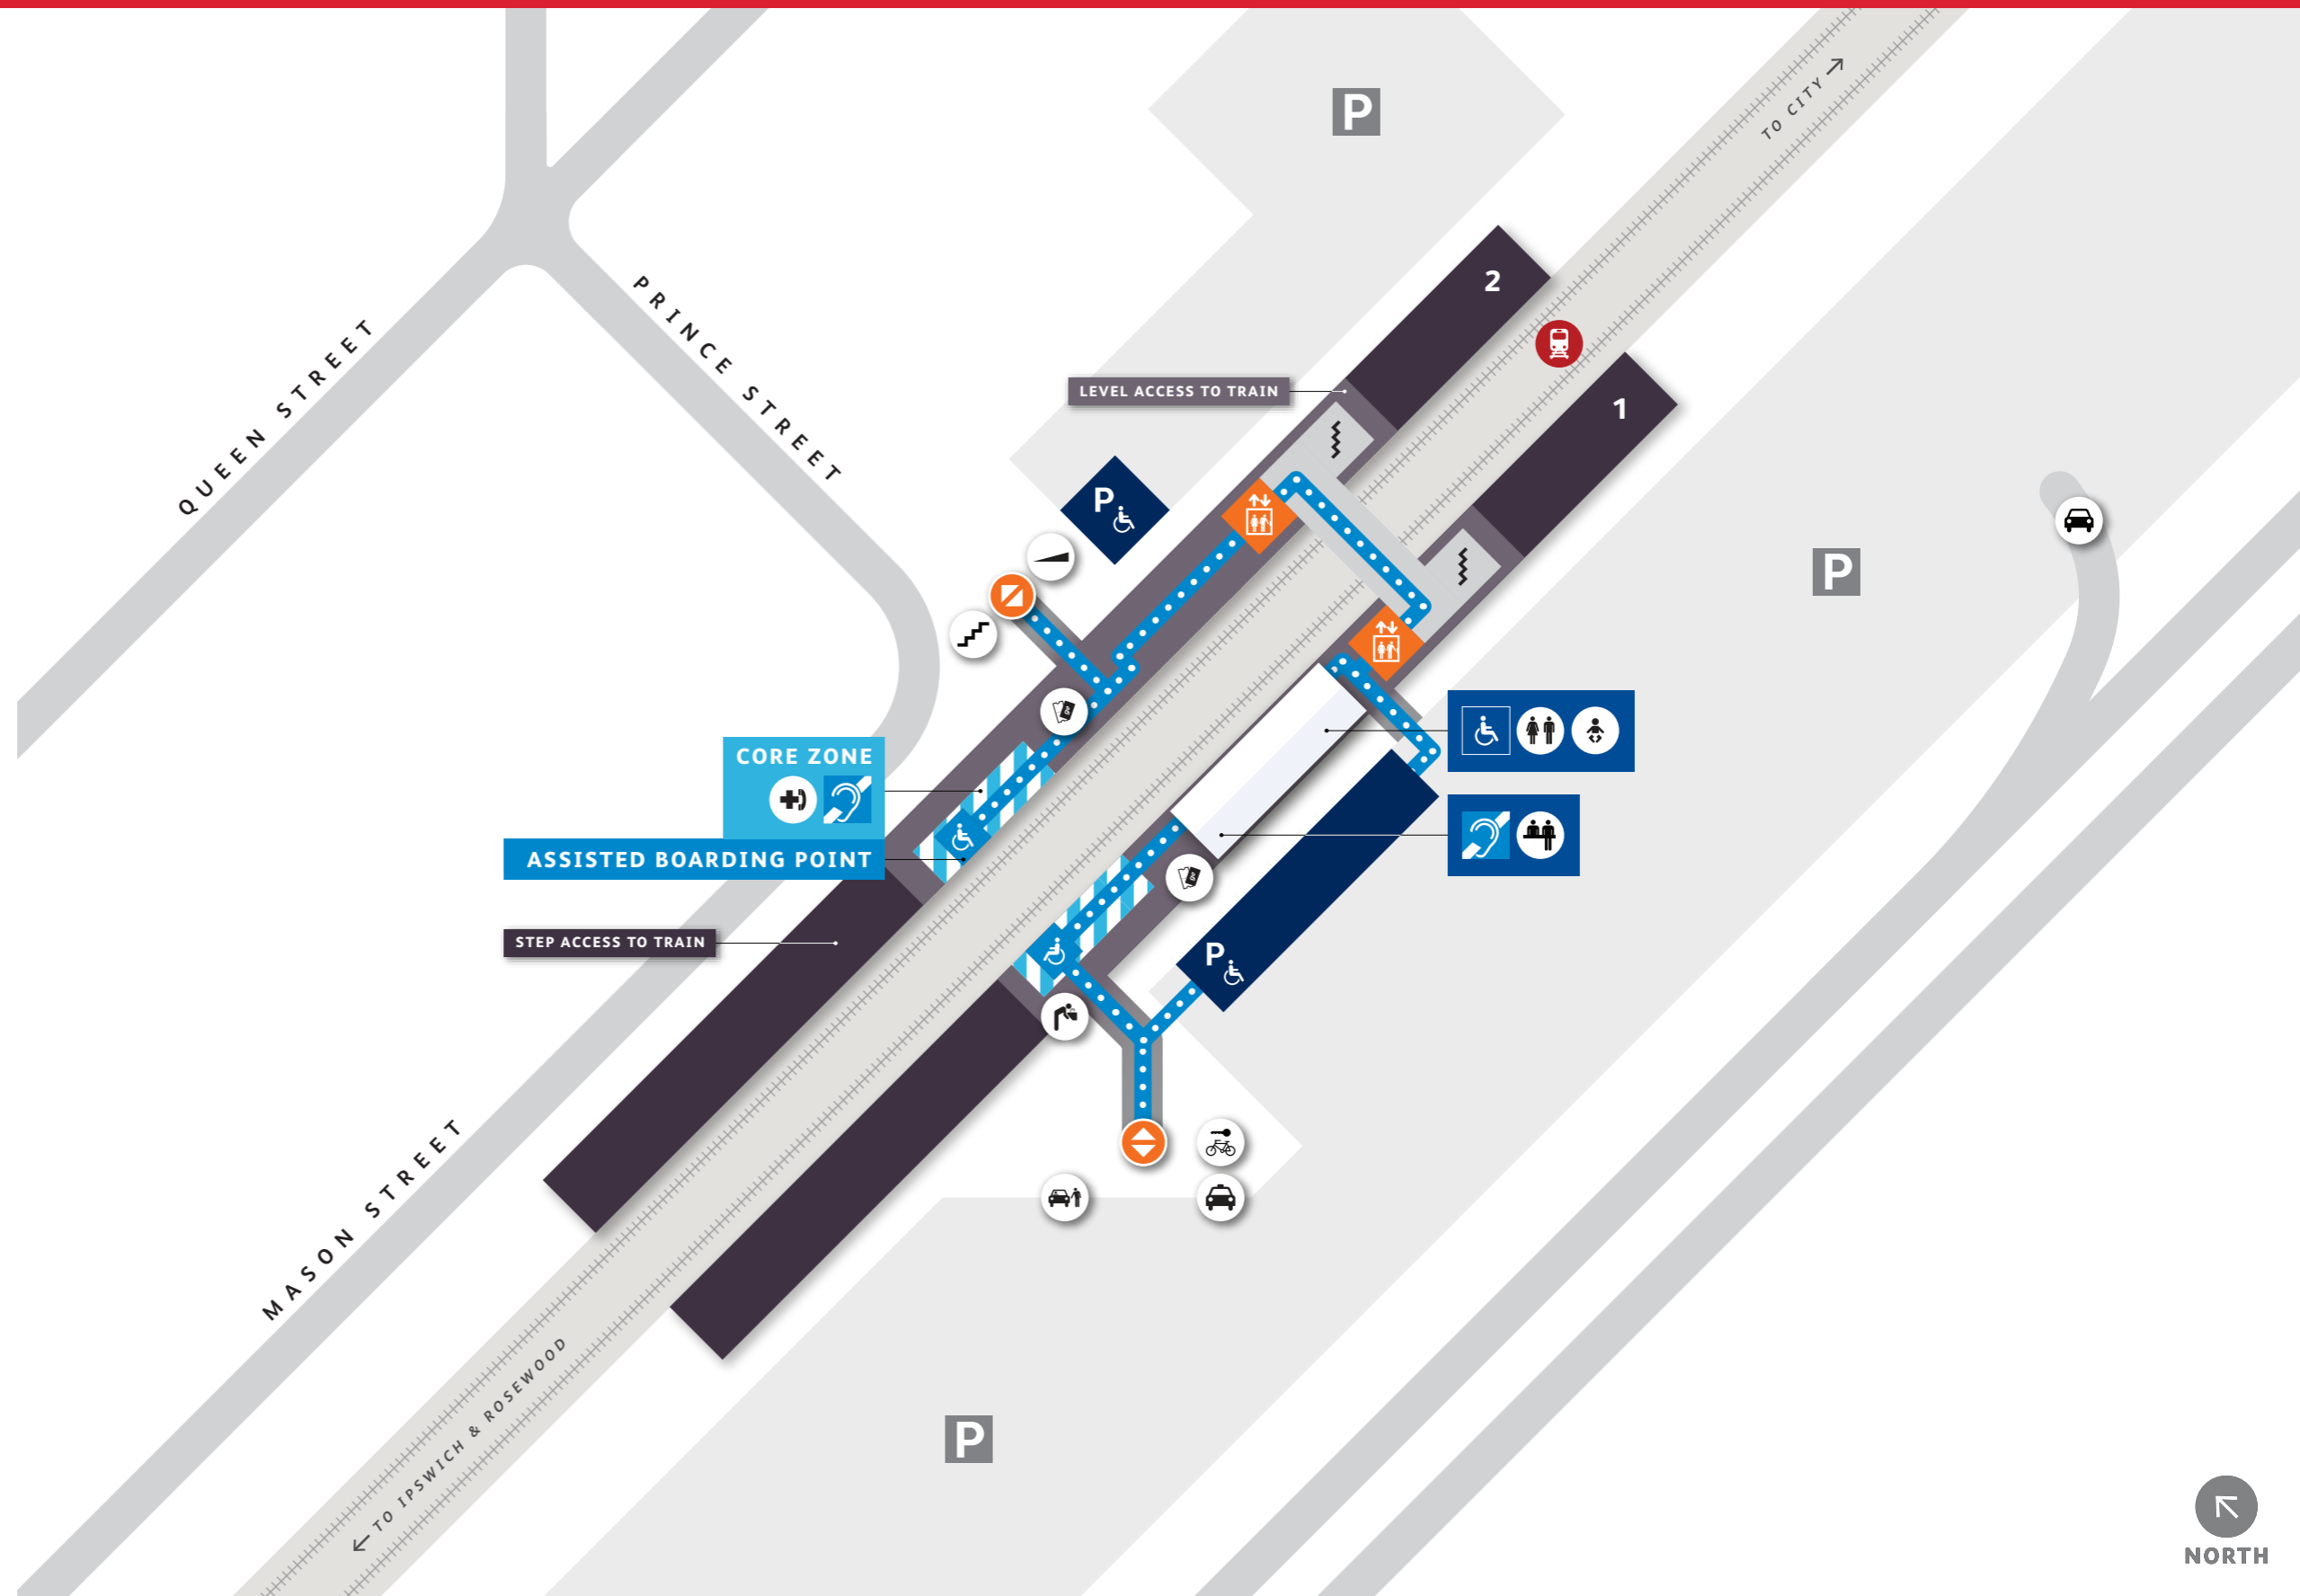 P
TO CITY
2
QUEEN STREET
PRINCE STREET
LEVEL ACCESS TO TRAIN
1
P
P
CORE ZONE
ASSISTED BOARDING POINT
STEP ACCESS TO TRAIN
P
MASON STREET
TO IPSWICH & ROSEWOOD
P
NORTH